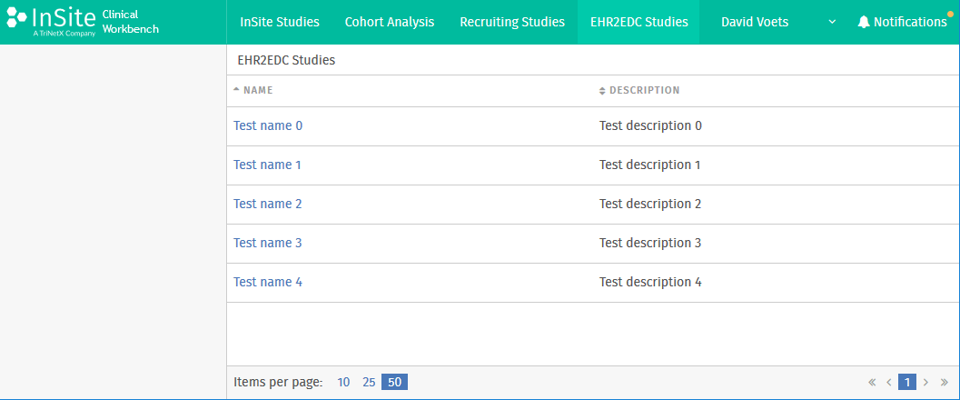 InSite Clinical Workbench
A TriNetX Company
InSite Studies Cohort Analysis Recruiting Studies EHR2EDC Studies David Voets Notifications
EHR2EDC Studies
NAME DESCRIPTION
Test name 0 Test description 0
Test name 1 Test description 1
Test name 2 Test description 2
Test name 3 Test description 3
Test name 4 Test description 4
Items per page: 10 25 50 « ‹ 1 › »